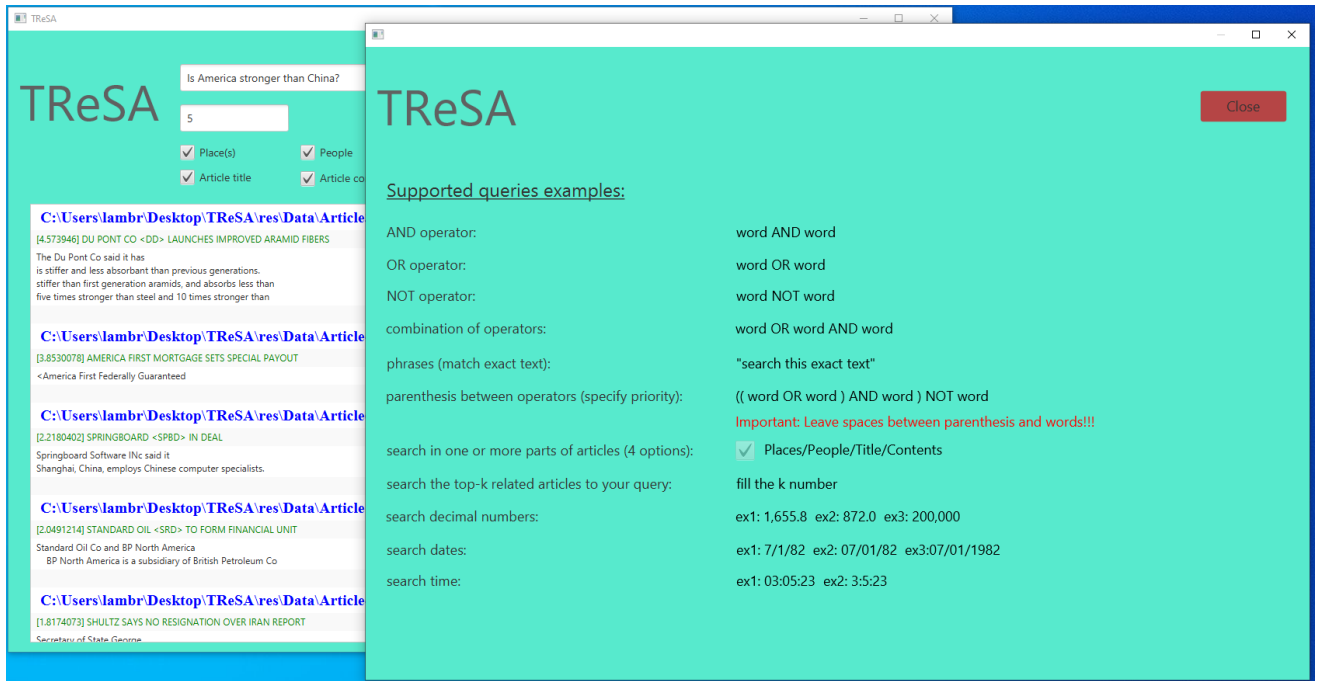 TReSA
TReSA
Is America stronger than China?
5
Place(s)
People
Article title
Article co
C:\Users\lambr\Desktop\TReSA\res\Data\Article
[4.573946] DU PONT CO <DD> LAUNCHES IMPROVED ARAMID FIBERS
The Du Pont Co said it has
is stiffer and less absorbant than previous generations.
stiffer than first generation aramids, and absorbs less than
five times stronger than steel and 10 times stronger than
C:\Users\lambr\Desktop\TReSA\res\Data\Article
[3.8530078] AMERICA FIRST MORTGAGE SETS SPECIAL PAYOUT
<America First Federally Guaranteed
C:\Users\lambr\Desktop\TReSA\res\Data\Article
[2.2180402] SPRINGBOARD <SPBD> IN DEAL
Springboard Software INc said it
Shanghai, China, employs Chinese computer specialists.
C:\Users\lambr\Desktop\TReSA\res\Data\Article
[2.0491214] STANDARD OIL <SRD> TO FORM FINANCIAL UNIT
Standard Oil Co and BP North America
BP North America is a subsidiary of British Petroleum Co
C:\Users\lambr\Desktop\TReSA\res\Data\Article
[1.8174073] SHULTZ SAYS NO RESIGNATION OVER IRAN REPORT
Secretary of State George
TReSA
Close
Supported queries examples:
AND operator: word AND word
OR operator: word OR word
NOT operator: word NOT word
combination of operators: word OR word AND word
phrases (match exact text): "search this exact text"
parenthesis between operators (specify priority): (( word OR word ) AND word ) NOT word
Important: Leave spaces between parenthesis and words!!!
search in one or more parts of articles (4 options): Places/People/Title/Contents
search the top-k related articles to your query: fill the k number
search decimal numbers: ex1: 1,655.8 ex2: 872.0 ex3: 200,000
search dates: ex1: 7/1/82 ex2: 07/01/82 ex3:07/01/1982
search time: ex1: 03:05:23 ex2: 3:5:23